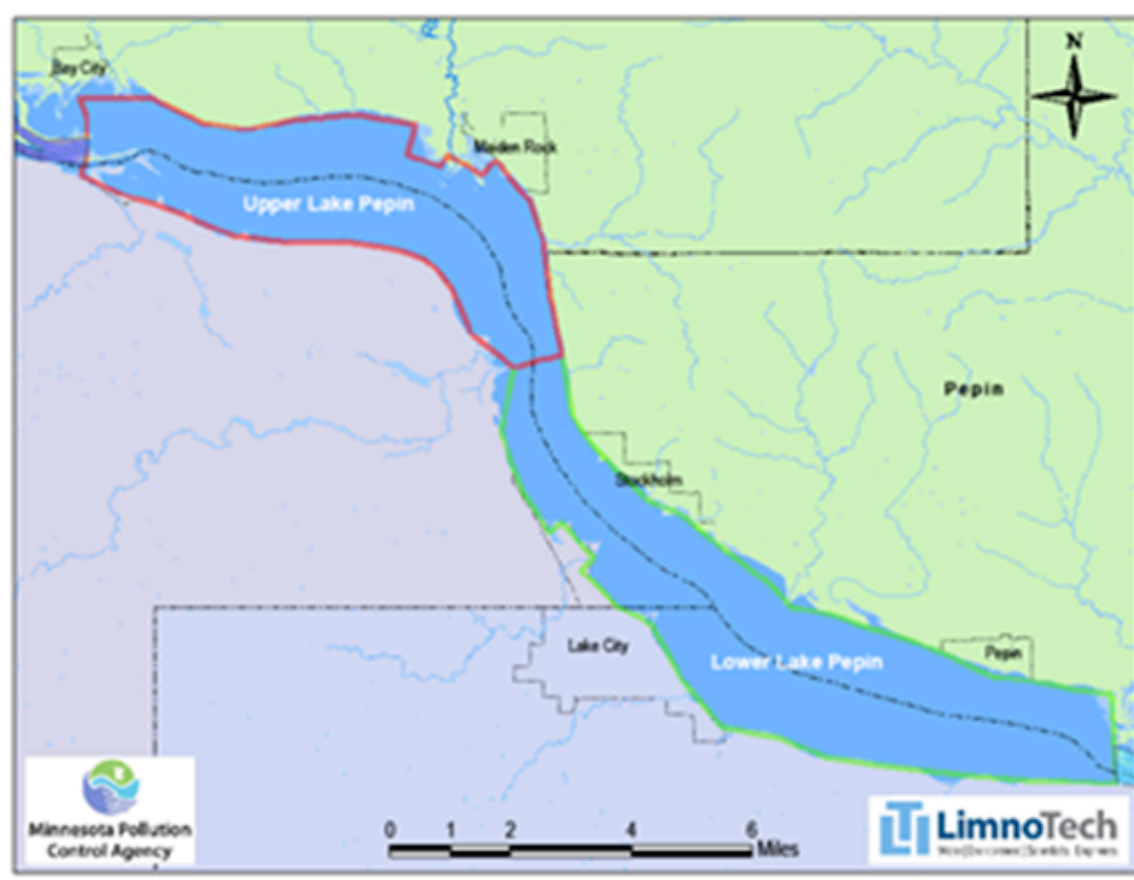 N
Bay City
Maiden Rock
Upper Lake Pepin
Pepin
Stockholm
Lake City
Lower Lake Pepin
Pepin
Minnesota Pollution
Control Agency
0 1 2 4 6
Miles
LimnoTech